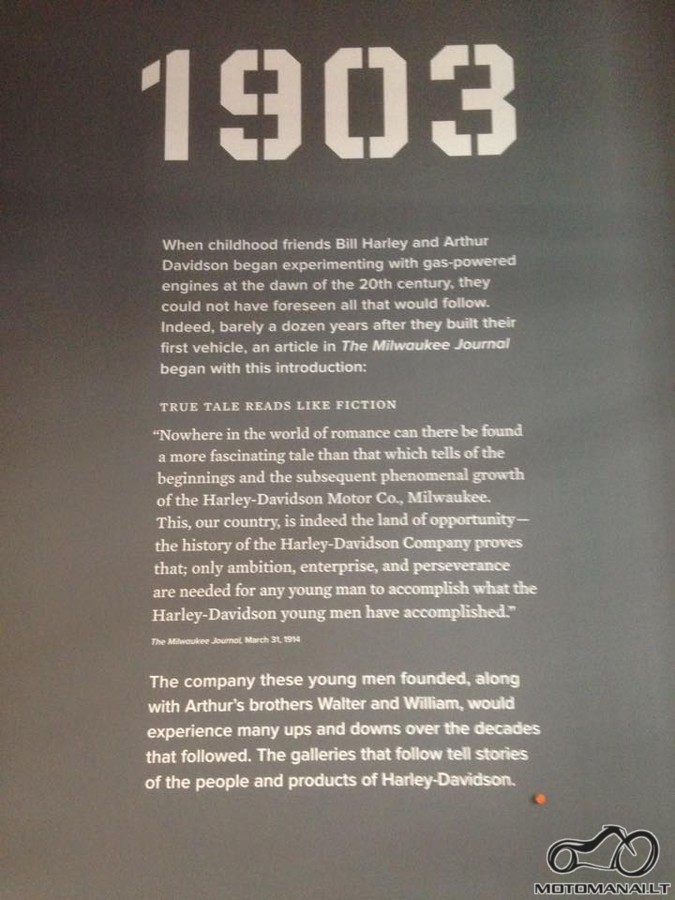 1903
When childhood friends Bill Harley and Arthur
Davidson began experimenting with gas-powered
engines at the dawn of the 20th century, they
could not have foreseen all that would follow.
Indeed, barely a dozen years after they built their
first vehicle, an article in The Milwaukee Journal
began with this introduction:
TRUE TALE READS LIKE FICTION
“Nowhere in the world of romance can there be found
a more fascinating tale than that which tells of the
beginnings and the subsequent phenomenal growth
of the Harley-Davidson Motor Co., Milwaukee.
This, our country, is indeed the land of opportunity—
the history of the Harley-Davidson Company proves
that; only ambition, enterprise, and perseverance
are needed for any young man to accomplish what the
Harley-Davidson young men have accomplished.”
The Milwaukee Journal, March 31, 1914
The company these young men founded, along
with Arthur’s brothers Walter and William, would
experience many ups and downs over the decades
that followed. The galleries that follow tell stories
of the people and products of Harley-Davidson.
MOTOMANAI.LT